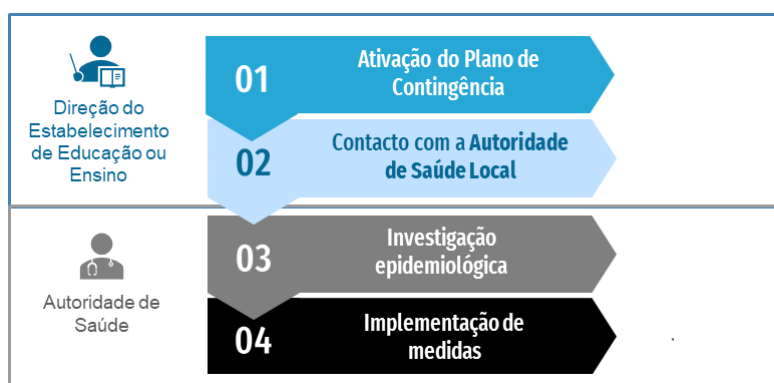 Direção do
Estabelecimento
de Educação ou
Ensino
01
Ativação do Plano de
Contingência
02
Contacto com a Autoridade
de Saúde Local
Autoridade de
Saúde
03
Investigação
epidemiológica
04
Implementação de
medidas
.